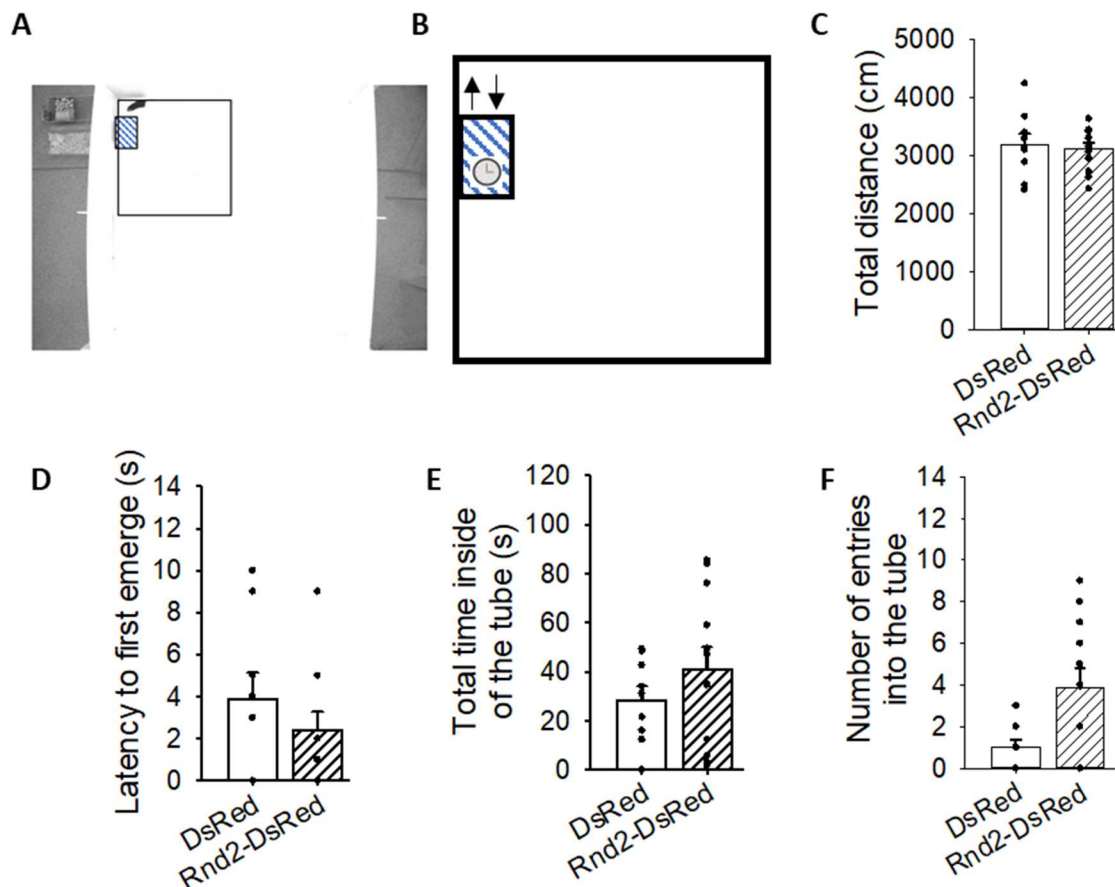 A
B
C
Total distance (cm)
5000
4000
3000
2000
1000
0
DsRed
Rnd2-DsRed
D
Latency to first emerge (s)
14
12
10
8
6
4
2
0
DsRed
Rnd2-DsRed
E
Total time inside
of the tube (s)
120
100
80
60
40
20
0
DsRed
Rnd2-DsRed
F
Number of entries
into the tube
14
12
10
8
6
4
2
0
DsRed
Rnd2-DsRed